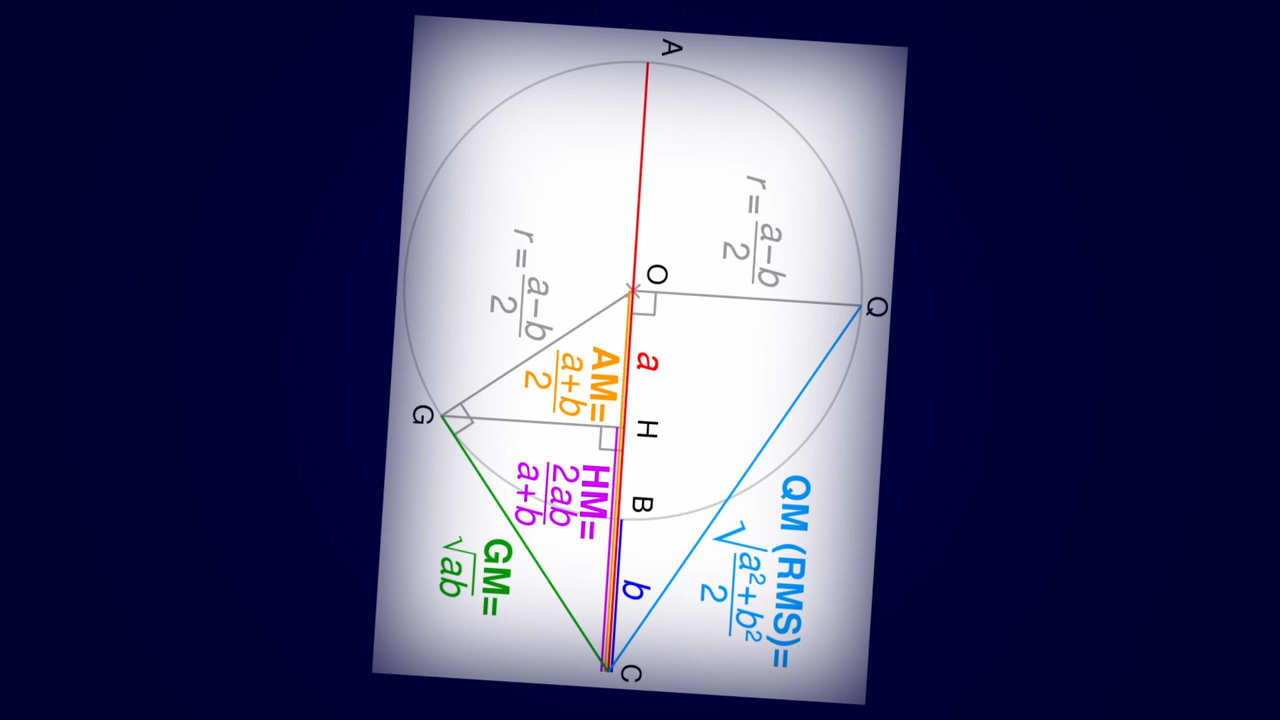 Q
QM (RMS)=
√a²+b²
2
r = a−b
2
A
O
a
H
B
b
C
AM=
a+b
2
HM=
2ab
a+b
r = a−b
2
GM=
√ab
G